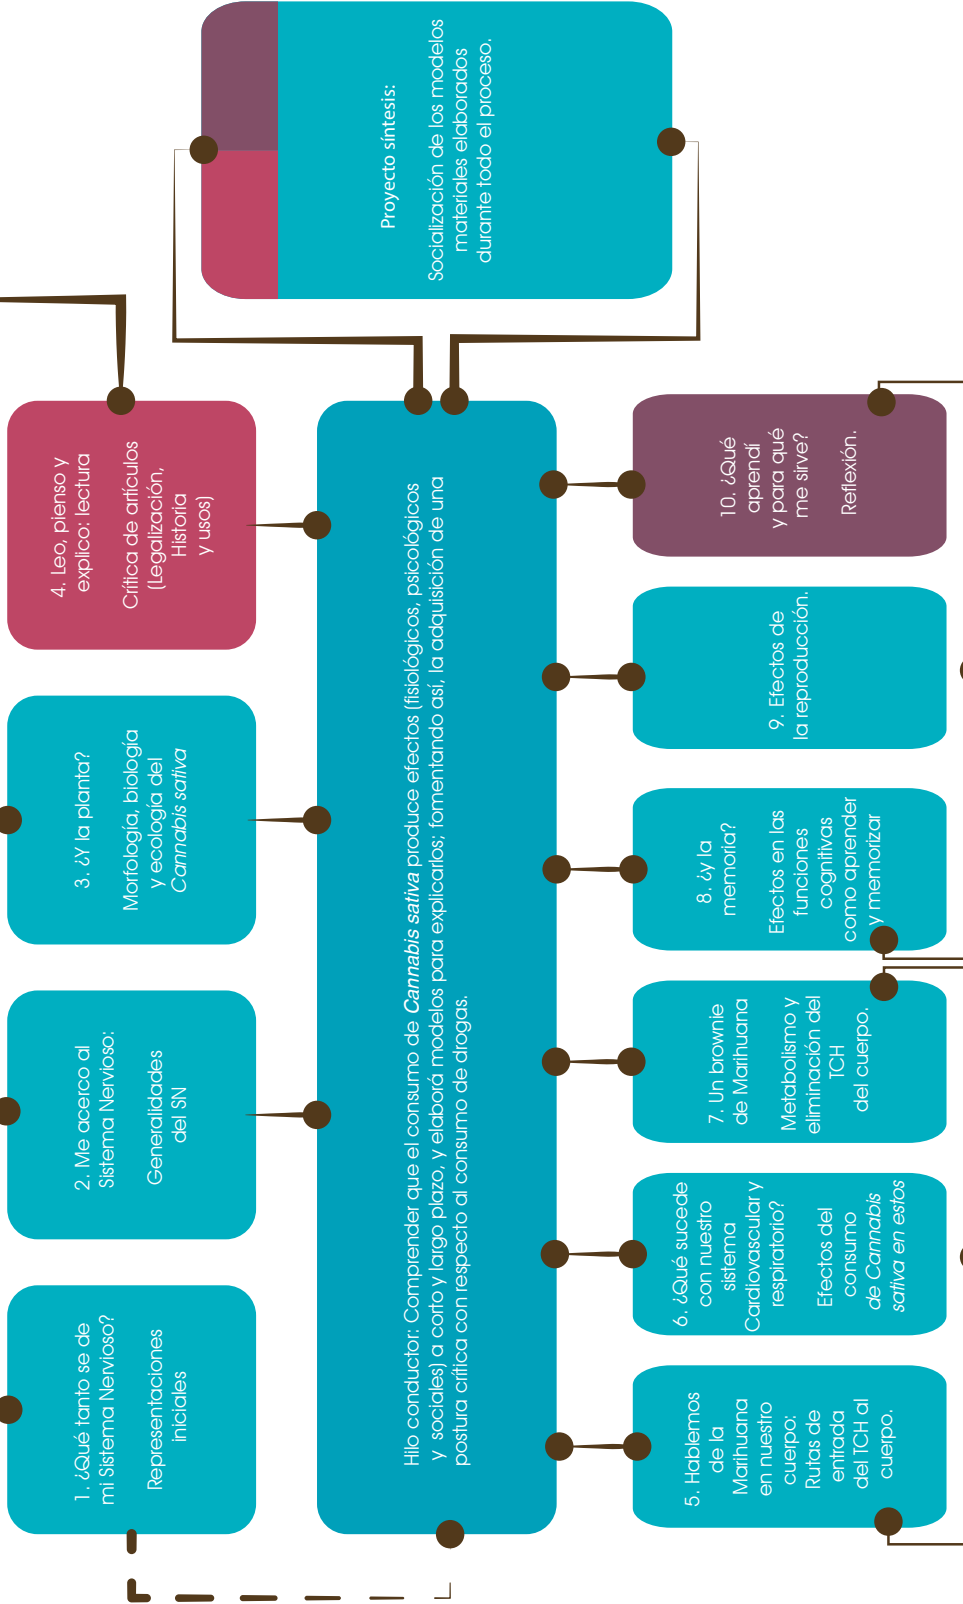 1. ¿Qué tanto se de
mi Sistema Nervioso?
Representaciones
iniciales
2. Me acerco al
Sistema Nervioso:
Generalidades
del SN
3. ¿Y la planta?
Morfología, biología
y ecología del
Cannabis sativa
4. Leo, pienso y
explico; lectura
Crítica de artículos
(Legalización,
Historia
y usos)
Hilo conductor: Comprender que el consumo de Cannabis sativa produce efectos (fisiológicos, psicológicos
y sociales) a corto y largo plazo, y elaborá modelos para explicarlos; fomentando así, la adquisición de una
postura crítica con respecto al consumo de drogas.
Proyecto síntesis:
Socialización de los modelos
materiales elaborados
durante todo el proceso.
5. Hablemos
de la
Marihuana
en nuestro
cuerpo:
Rutas de
entrada
del TCH al
cuerpo.
6. ¿Qué sucede
con nuestro
sistema
Cardiovascular y
respiratorio?
Efectos del
consumo
de Cannabis
sativa en estos
7. Un brownie
de Marihuana
Metabolismo y
eliminación del
TCH
del cuerpo.
8. ¿y la
memoria?
Efectos en las
funciones
cognitivas
como aprender
y memorizar
9. Efectos de
la reproducción.
10. ¿Qué
aprendí
y para qué
me sirve?
Reflexión.